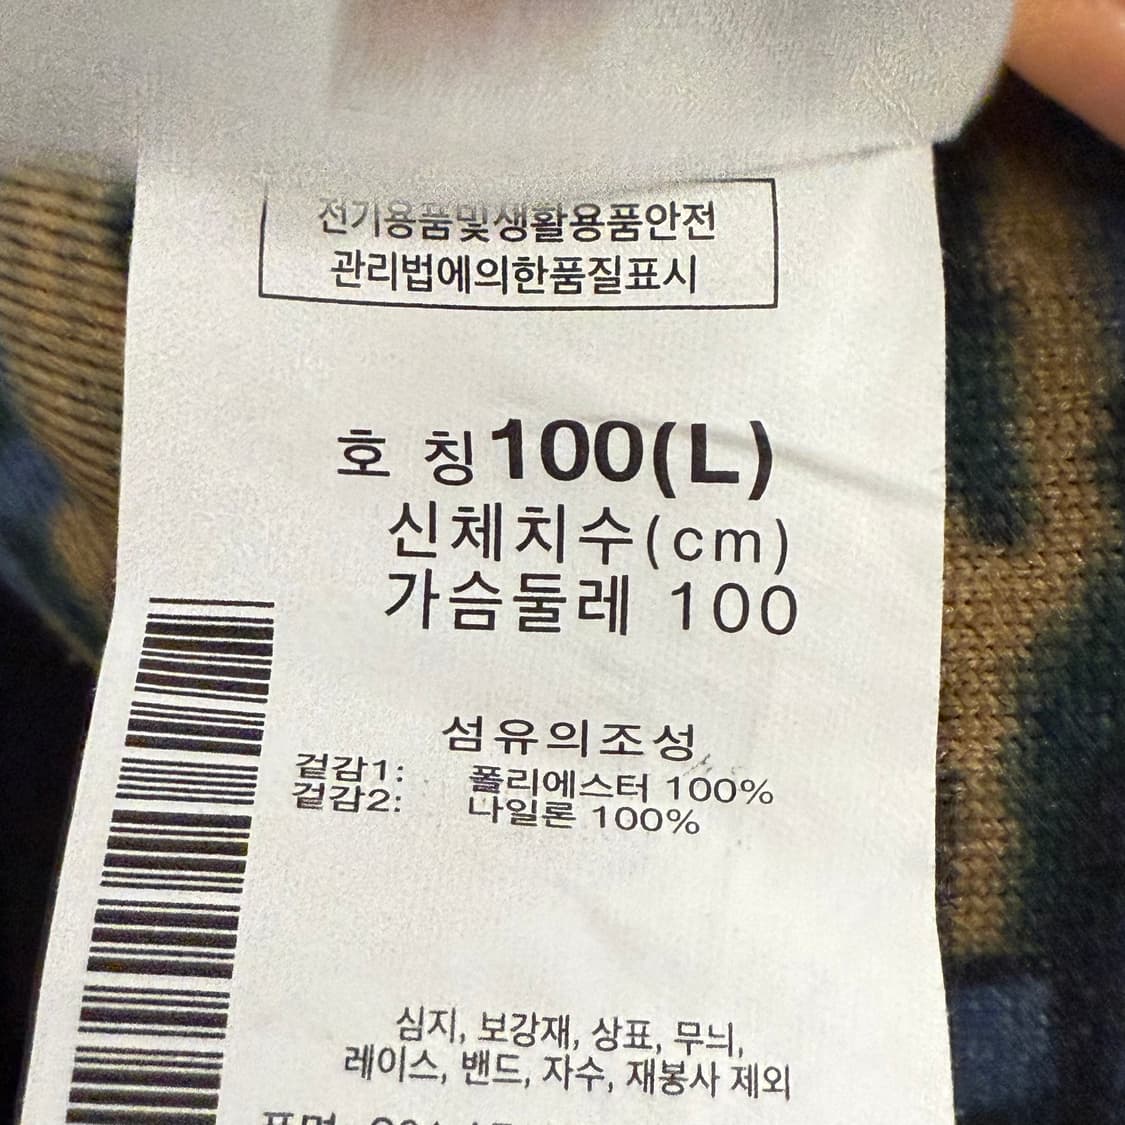 전기용품및생활용품안전
관리법에의한품질표시
호 칭 100(L)
신체치수(cm)
가슴둘레 100
섬유의조성
겉감1: 폴리에스터 100%
겉감2: 나일론 100%
심지, 보강재, 상표, 무늬,
레이스, 밴드, 자수, 재봉사 제외